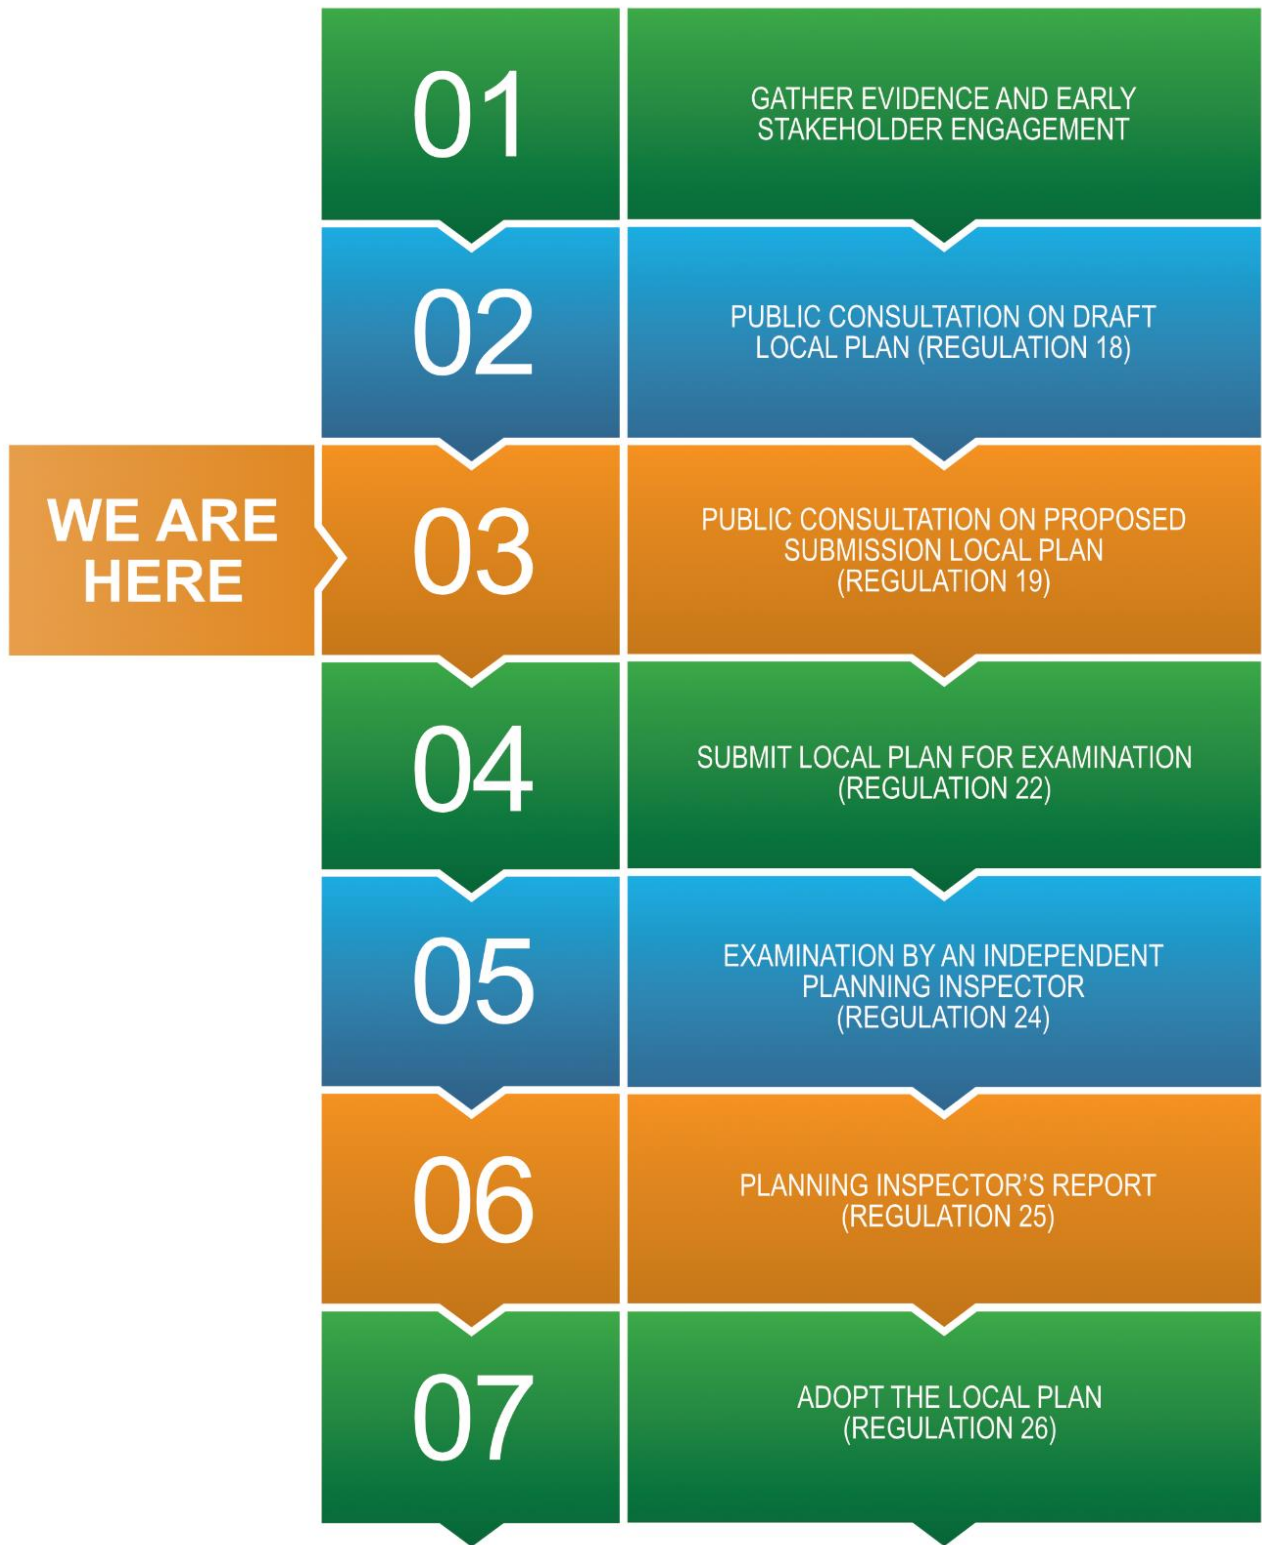 01
GATHER EVIDENCE AND EARLY
STAKEHOLDER ENGAGEMENT
02
PUBLIC CONSULTATION ON DRAFT
LOCAL PLAN (REGULATION 18)
WE ARE
HERE
03
PUBLIC CONSULTATION ON PROPOSED
SUBMISSION LOCAL PLAN
(REGULATION 19)
04
SUBMIT LOCAL PLAN FOR EXAMINATION
(REGULATION 22)
05
EXAMINATION BY AN INDEPENDENT
PLANNING INSPECTOR
(REGULATION 24)
06
PLANNING INSPECTOR’S REPORT
(REGULATION 25)
07
ADOPT THE LOCAL PLAN
(REGULATION 26)